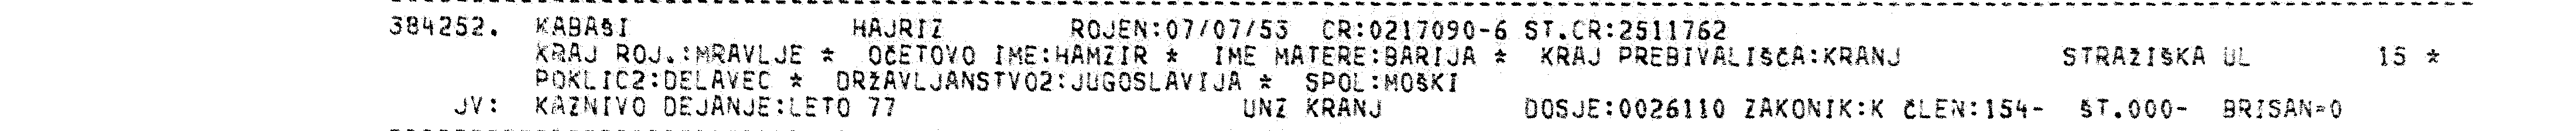 384252. KABAŠI HAJRIZ ROJEN:07/07/53 CR:0217090-6 ST.CR:2511762
KRAJ ROJ.:MRAVLJE * OČETOVO IME:HAMZIR * IME MATERE:BARIJA * KRAJ PREBIVALIŠČA:KRANJ STRAŽIŠKA UL 15 *
POKLIC2:DELAVEC * DRŽAVLJANSTVO2:JUGOSLAVIJA * SPOL:MOŠKI
JV: KAZNIVO DEJANJE:LETO 77 UNZ KRANJ DOSJE:0026110 ZAKONIK:K ČLEN:154- ŠT.000- BRISAN=0